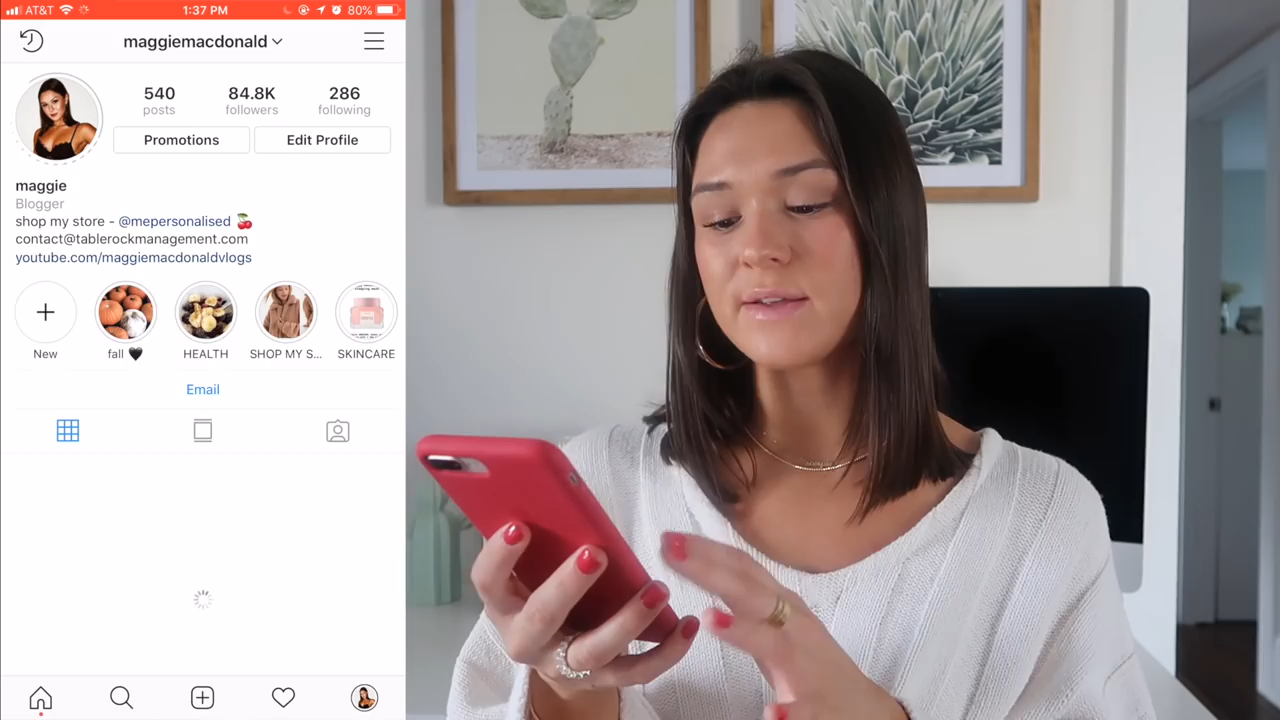 AT&T 1:37 PM 80%
maggiemacdonald
540 84.8K 286
posts followers following
Promotions Edit Profile
maggie
Blogger
shop my store - @mepersonalised 🍒
contact@tablerockmanagement.com
youtube.com/maggiemacdonaldvlogs
New fall 🖤 HEALTH SHOP MY S... SKINCARE
Email